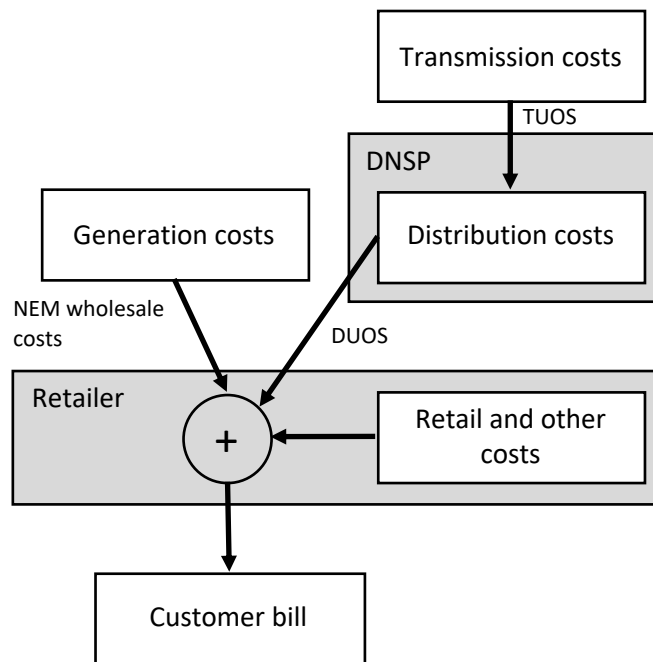 Transmission costs
TUOS
DNSP
Generation costs
Distribution costs
NEM wholesale
costs
DUOS
Retailer
Retail and other
costs
+
Customer bill